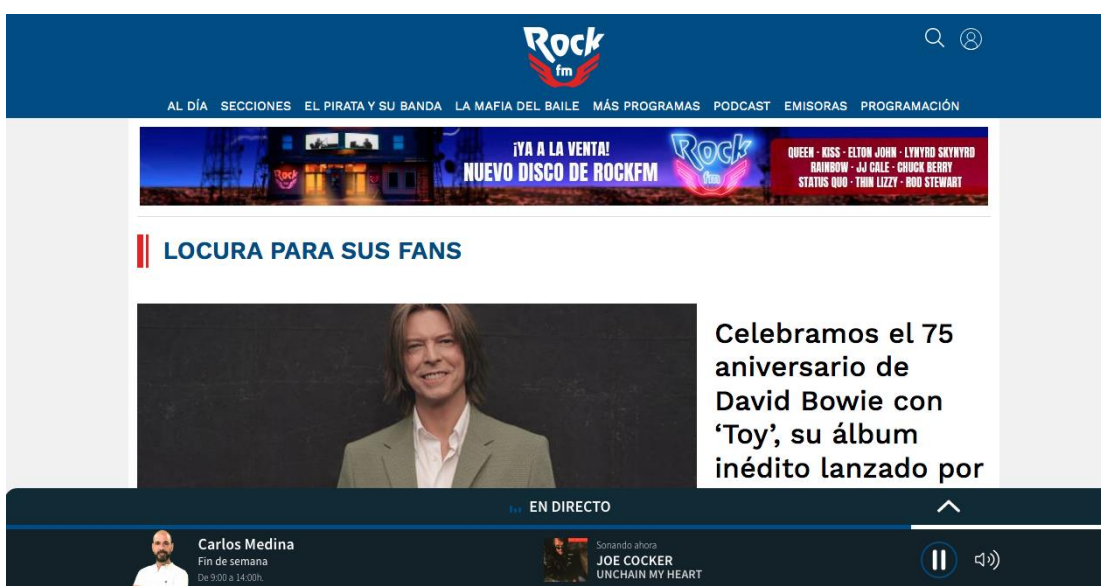 Rock
fm
AL DÍA SECCIONES EL PIRATA Y SU BANDA LA MAFIA DEL BAILE MÁS PROGRAMAS PODCAST EMISORAS PROGRAMACIÓN
Rock
¡YA A LA VENTA!
NUEVO DISCO DE ROCKFM
Rock
fm
QUEEN - KISS - ELTON JOHN - LYNYRD SKYNYRD
RAINBOW - JJ CALE - CHUCK BERRY
STATUS QUO - THIN LIZZY - ROD STEWART
LOCURA PARA SUS FANS
Celebramos el 75
aniversario de
David Bowie con
‘Toy’, su álbum
inédito lanzado por
EN DIRECTO
Carlos Medina
Fin de semana
De 9:00 a 14:00h.
Sonando ahora
JOE COCKER
UNCHAIN MY HEART